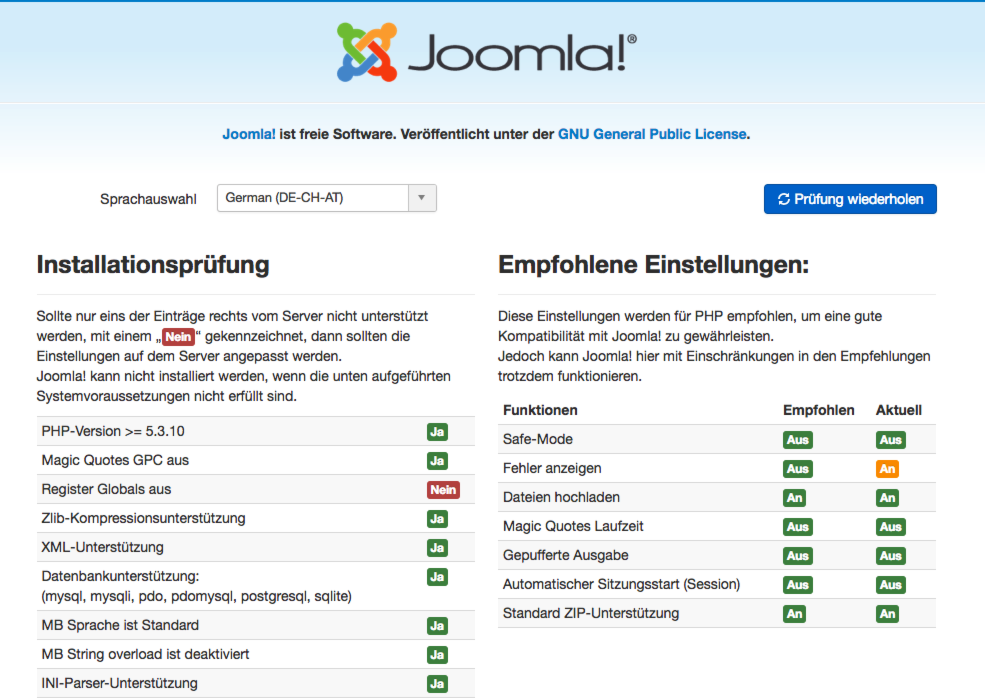 Joomla!®
Joomla! ist freie Software. Veröffentlicht unter der GNU General Public License.
Sprachauswahl German (DE-CH-AT) Prüfung wiederholen
Installationsprüfung
Sollte nur eins der Einträge rechts vom Server nicht unterstützt
werden, mit einem „Nein“ gekennzeichnet, dann sollten die
Einstellungen auf dem Server angepasst werden.
Joomla! kann nicht installiert werden, wenn die unten aufgeführten
Systemvoraussetzungen nicht erfüllt sind.
PHP-Version >= 5.3.10 Ja
Magic Quotes GPC aus Ja
Register Globals aus Nein
Zlib-Kompressionsunterstützung Ja
XML-Unterstützung Ja
Datenbankunterstützung: Ja
(mysql, mysqli, pdo, pdomysql, postgresql, sqlite)
MB Sprache ist Standard Ja
MB String overload ist deaktiviert Ja
INI-Parser-Unterstützung Ja
Empfohlene Einstellungen:
Diese Einstellungen werden für PHP empfohlen, um eine gute
Kompatibilität mit Joomla! zu gewährleisten.
Jedoch kann Joomla! hier mit Einschränkungen in den Empfehlungen
trotzdem funktionieren.
Funktionen Empfohlen Aktuell
Safe-Mode Aus Aus
Fehler anzeigen Aus An
Dateien hochladen An An
Magic Quotes Laufzeit Aus Aus
Gepufferte Ausgabe Aus Aus
Automatischer Sitzungsstart (Session) Aus Aus
Standard ZIP-Unterstützung An An